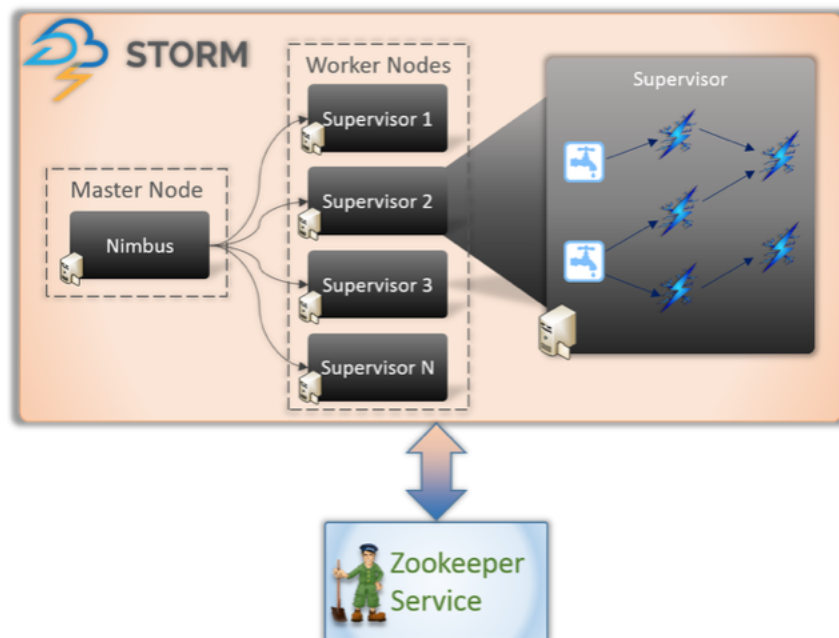 STORM
Worker Nodes
Supervisor
Supervisor 1
Master Node
Supervisor 2
Nimbus
Supervisor 3
Supervisor N
Zookeeper
Service